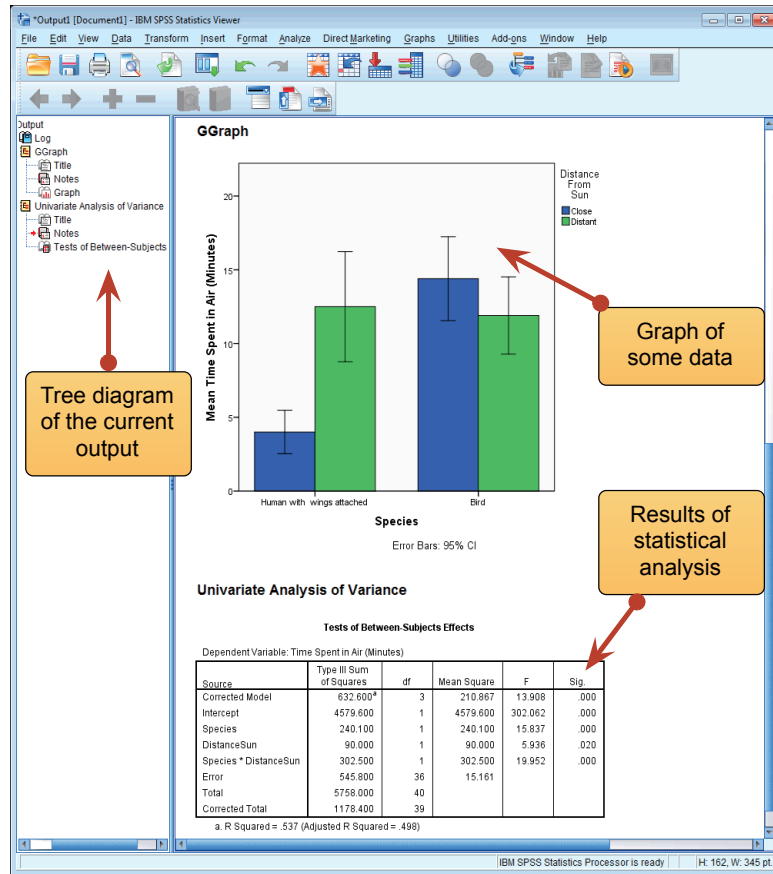 *Output1 [Document1] - IBM SPSS Statistics Viewer
File Edit View Data Transform Insert Format Analyze Direct Marketing Graphs Utilities Add-ons Window Help
Output
Log
GGraph
Title
Notes
Graph
Univariate Analysis of Variance
Title
Notes
Tests of Between-Subjects
Tree diagram
of the current
output
GGraph
Mean Time Spent in Air (Minutes)
20
15
10
5
0
Human with wings attached
Bird
Species
Error Bars: 95% CI
Distance
From
Sun
Close
Distant
Graph of
some data
Results of
statistical
analysis
Univariate Analysis of Variance
Tests of Between-Subjects Effects
Dependent Variable: Time Spent in Air (Minutes)
Source Type III Sum of Squares df Mean Square F Sig.
Corrected Model 632.600a 3 210.867 13.908 .000
Intercept 4579.600 1 4579.600 302.062 .000
Species 240.100 1 240.100 15.837 .000
DistanceSun 90.000 1 90.000 5.936 .020
Species * DistanceSun 302.500 1 302.500 19.952 .000
Error 545.800 36 15.161
Total 5758.000 40
Corrected Total 1178.400 39
a. R Squared = .537 (Adjusted R Squared = .498)
IBM SPSS Statistics Processor is ready H: 162, W: 345 pt.